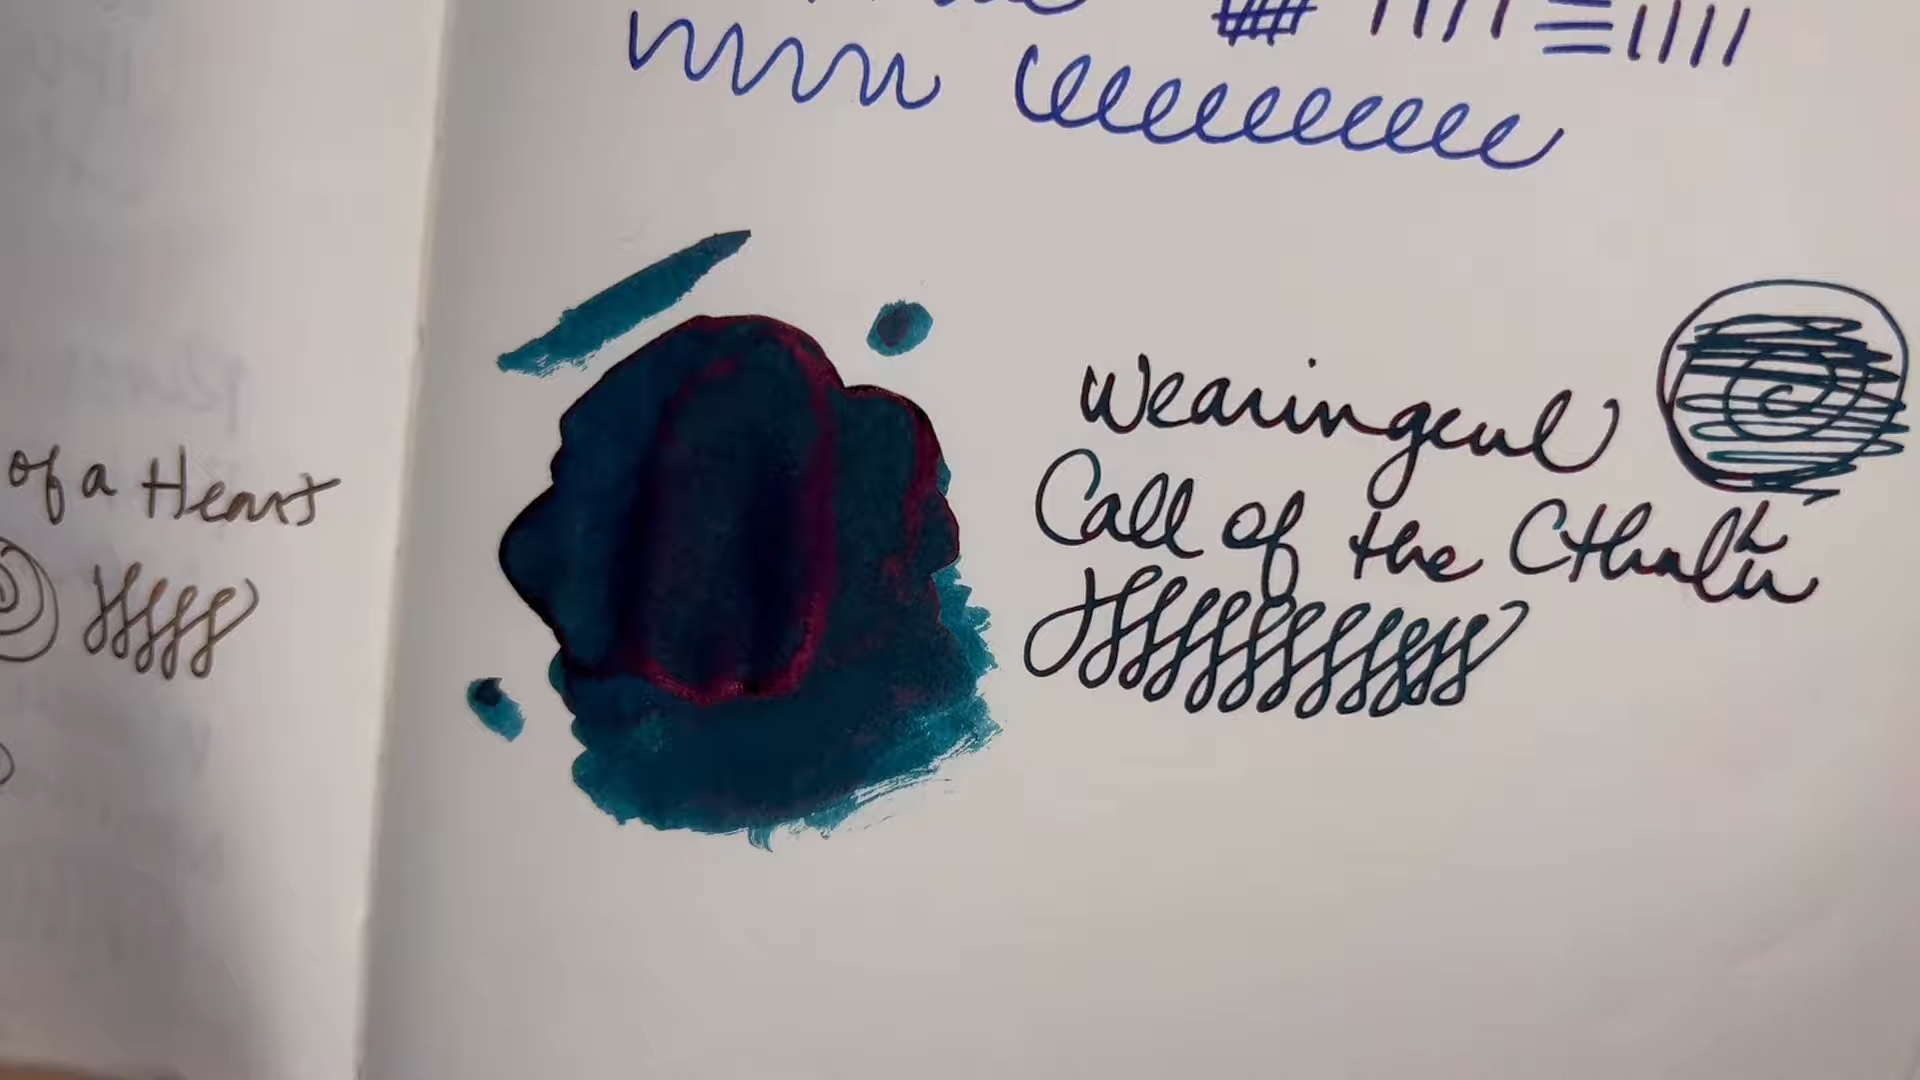 of a Heart
Wearingeul
Call of the Cthulhu